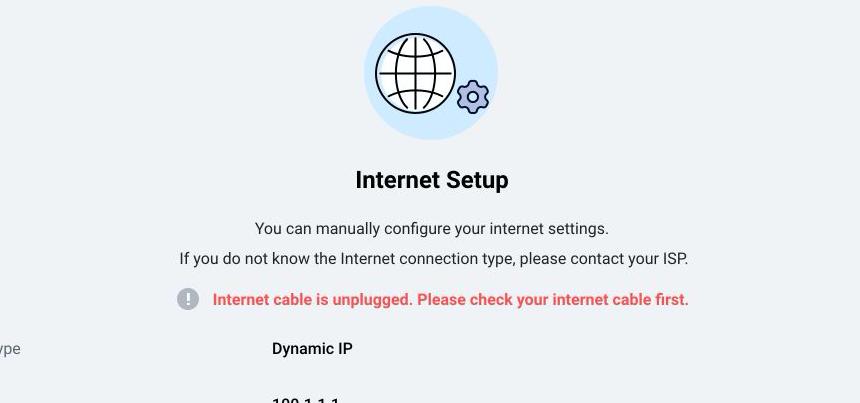 Internet Setup
You can manually configure your internet settings.
If you do not know the Internet connection type, please contact your ISP.
Internet cable is unplugged. Please check your internet cable first.
ype Dynamic IP